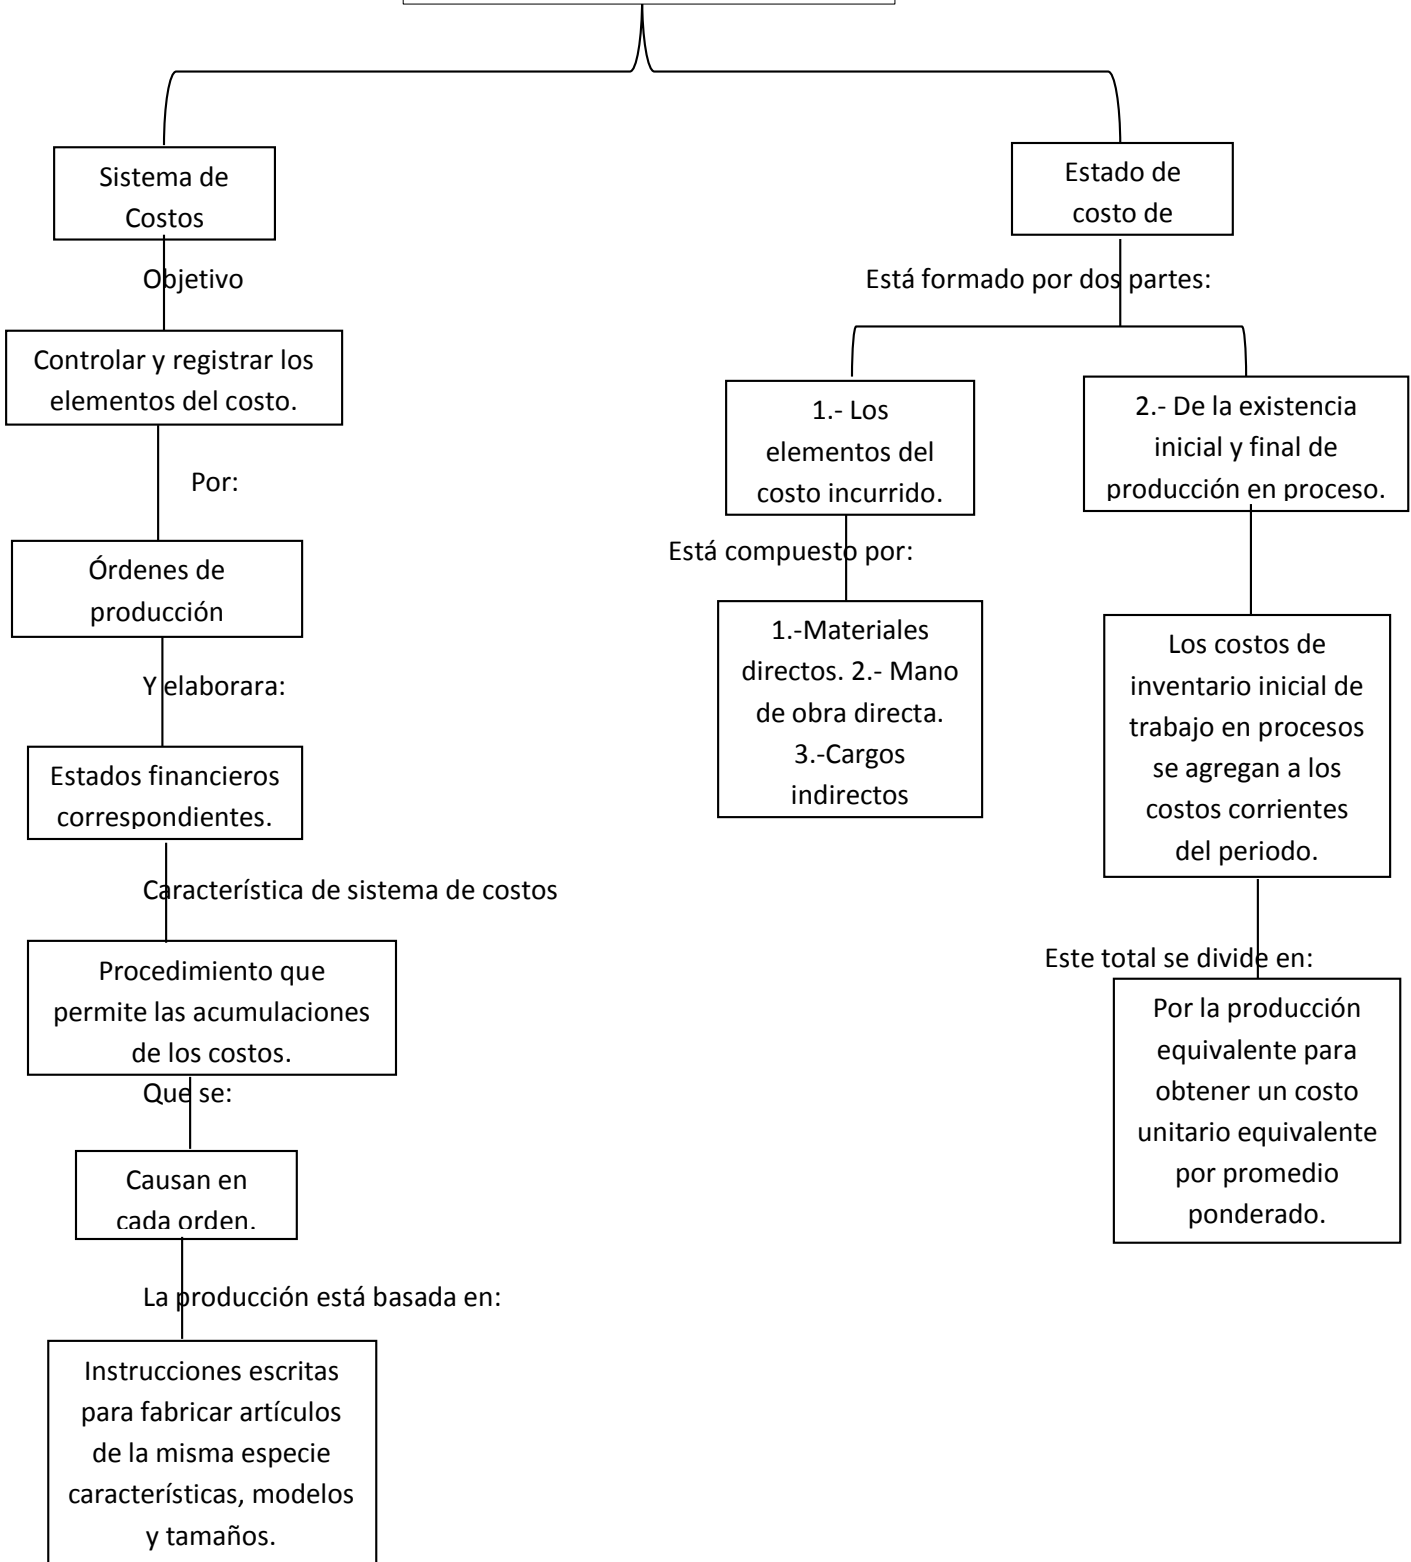 Sistema de
Costos
Objetivo
Controlar y registrar los
elementos del costo.
Por:
Órdenes de
producción
Y elaborara:
Estados financieros
correspondientes.
Característica de sistema de costos
Procedimiento que
permite las acumulaciones
de los costos.
Que se:
Causan en
cada orden.
La producción está basada en:
Instrucciones escritas
para fabricar artículos
de la misma especie
características, modelos
y tamaños.
Estado de
costo de
Está formado por dos partes:
1.- Los
elementos del
costo incurrido.
Está compuesto por:
1.-Materiales
directos. 2.- Mano
de obra directa.
3.-Cargos
indirectos
2.- De la existencia
inicial y final de
producción en proceso.
Los costos de
inventario inicial de
trabajo en procesos
se agregan a los
costos corrientes
del periodo.
Este total se divide en:
Por la producción
equivalente para
obtener un costo
unitario equivalente
por promedio
ponderado.